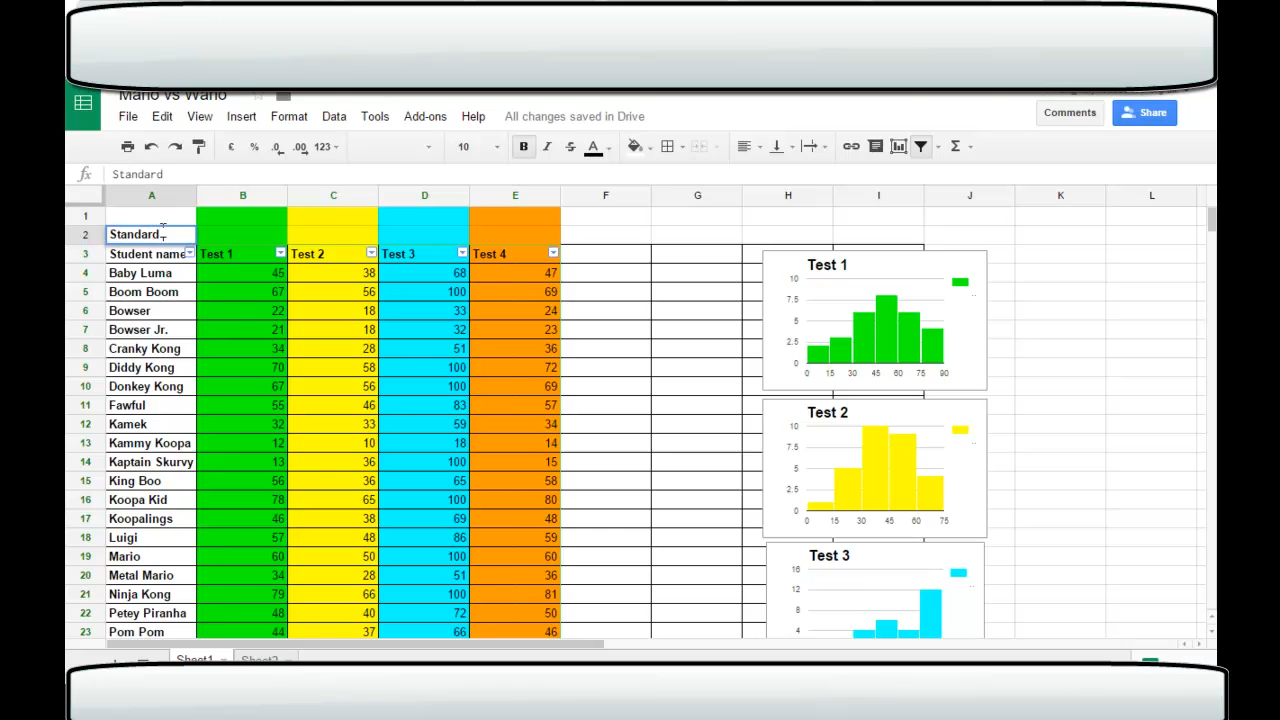 Mario vs Wario
File Edit View Insert Format Data Tools Add-ons Help All changes saved in Drive Comments Share
£ % .0 .00 123 10 B I S A Σ
fx Standard
A B C D E F G H I J K L
1
2 Standard
3 Student name Test 1 Test 2 Test 3 Test 4
4 Baby Luma 45 38 68 47
5 Boom Boom 67 56 100 69
6 Bowser 22 18 33 24
7 Bowser Jr. 21 18 32 23
8 Cranky Kong 34 28 51 36
9 Diddy Kong 70 58 100 72
10 Donkey Kong 67 56 100 69
11 Fawful 55 46 83 57
12 Kamek 32 33 59 34
13 Kammy Koopa 12 10 18 14
14 Kaptain Skurvy 13 36 100 15
15 King Boo 56 36 65 58
16 Koopa Kid 78 65 100 80
17 Koopalings 46 38 69 48
18 Luigi 57 48 86 59
19 Mario 60 50 100 60
20 Metal Mario 34 28 51 36
21 Ninja Kong 79 66 100 81
22 Petey Piranha 48 40 72 50
23 Pom Pom 44 37 66 46
Test 1
10
7.5
5
2.5
0
0 15 30 45 60 75 90
Test 2
10
7.5
5
2.5
0
0 15 30 45 60 75
Test 3
16
12
8
4
Sheet1 Sheet2